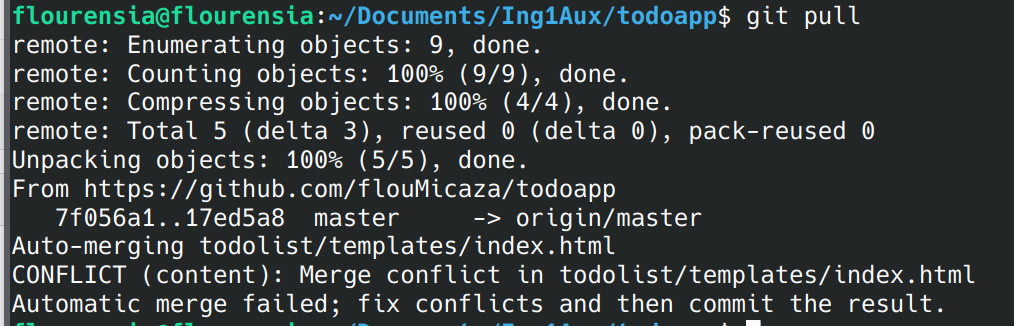 flourensia@flourensia:~/Documents/Ing1Aux/todoapp$ git pull
remote: Enumerating objects: 9, done.
remote: Counting objects: 100% (9/9), done.
remote: Compressing objects: 100% (4/4), done.
remote: Total 5 (delta 3), reused 0 (delta 0), pack-reused 0
Unpacking objects: 100% (5/5), done.
From https://github.com/flouMicaza/todoapp
   7f056a1..17ed5a8  master     -> origin/master
Auto-merging todolist/templates/index.html
CONFLICT (content): Merge conflict in todolist/templates/index.html
Automatic merge failed; fix conflicts and then commit the result.